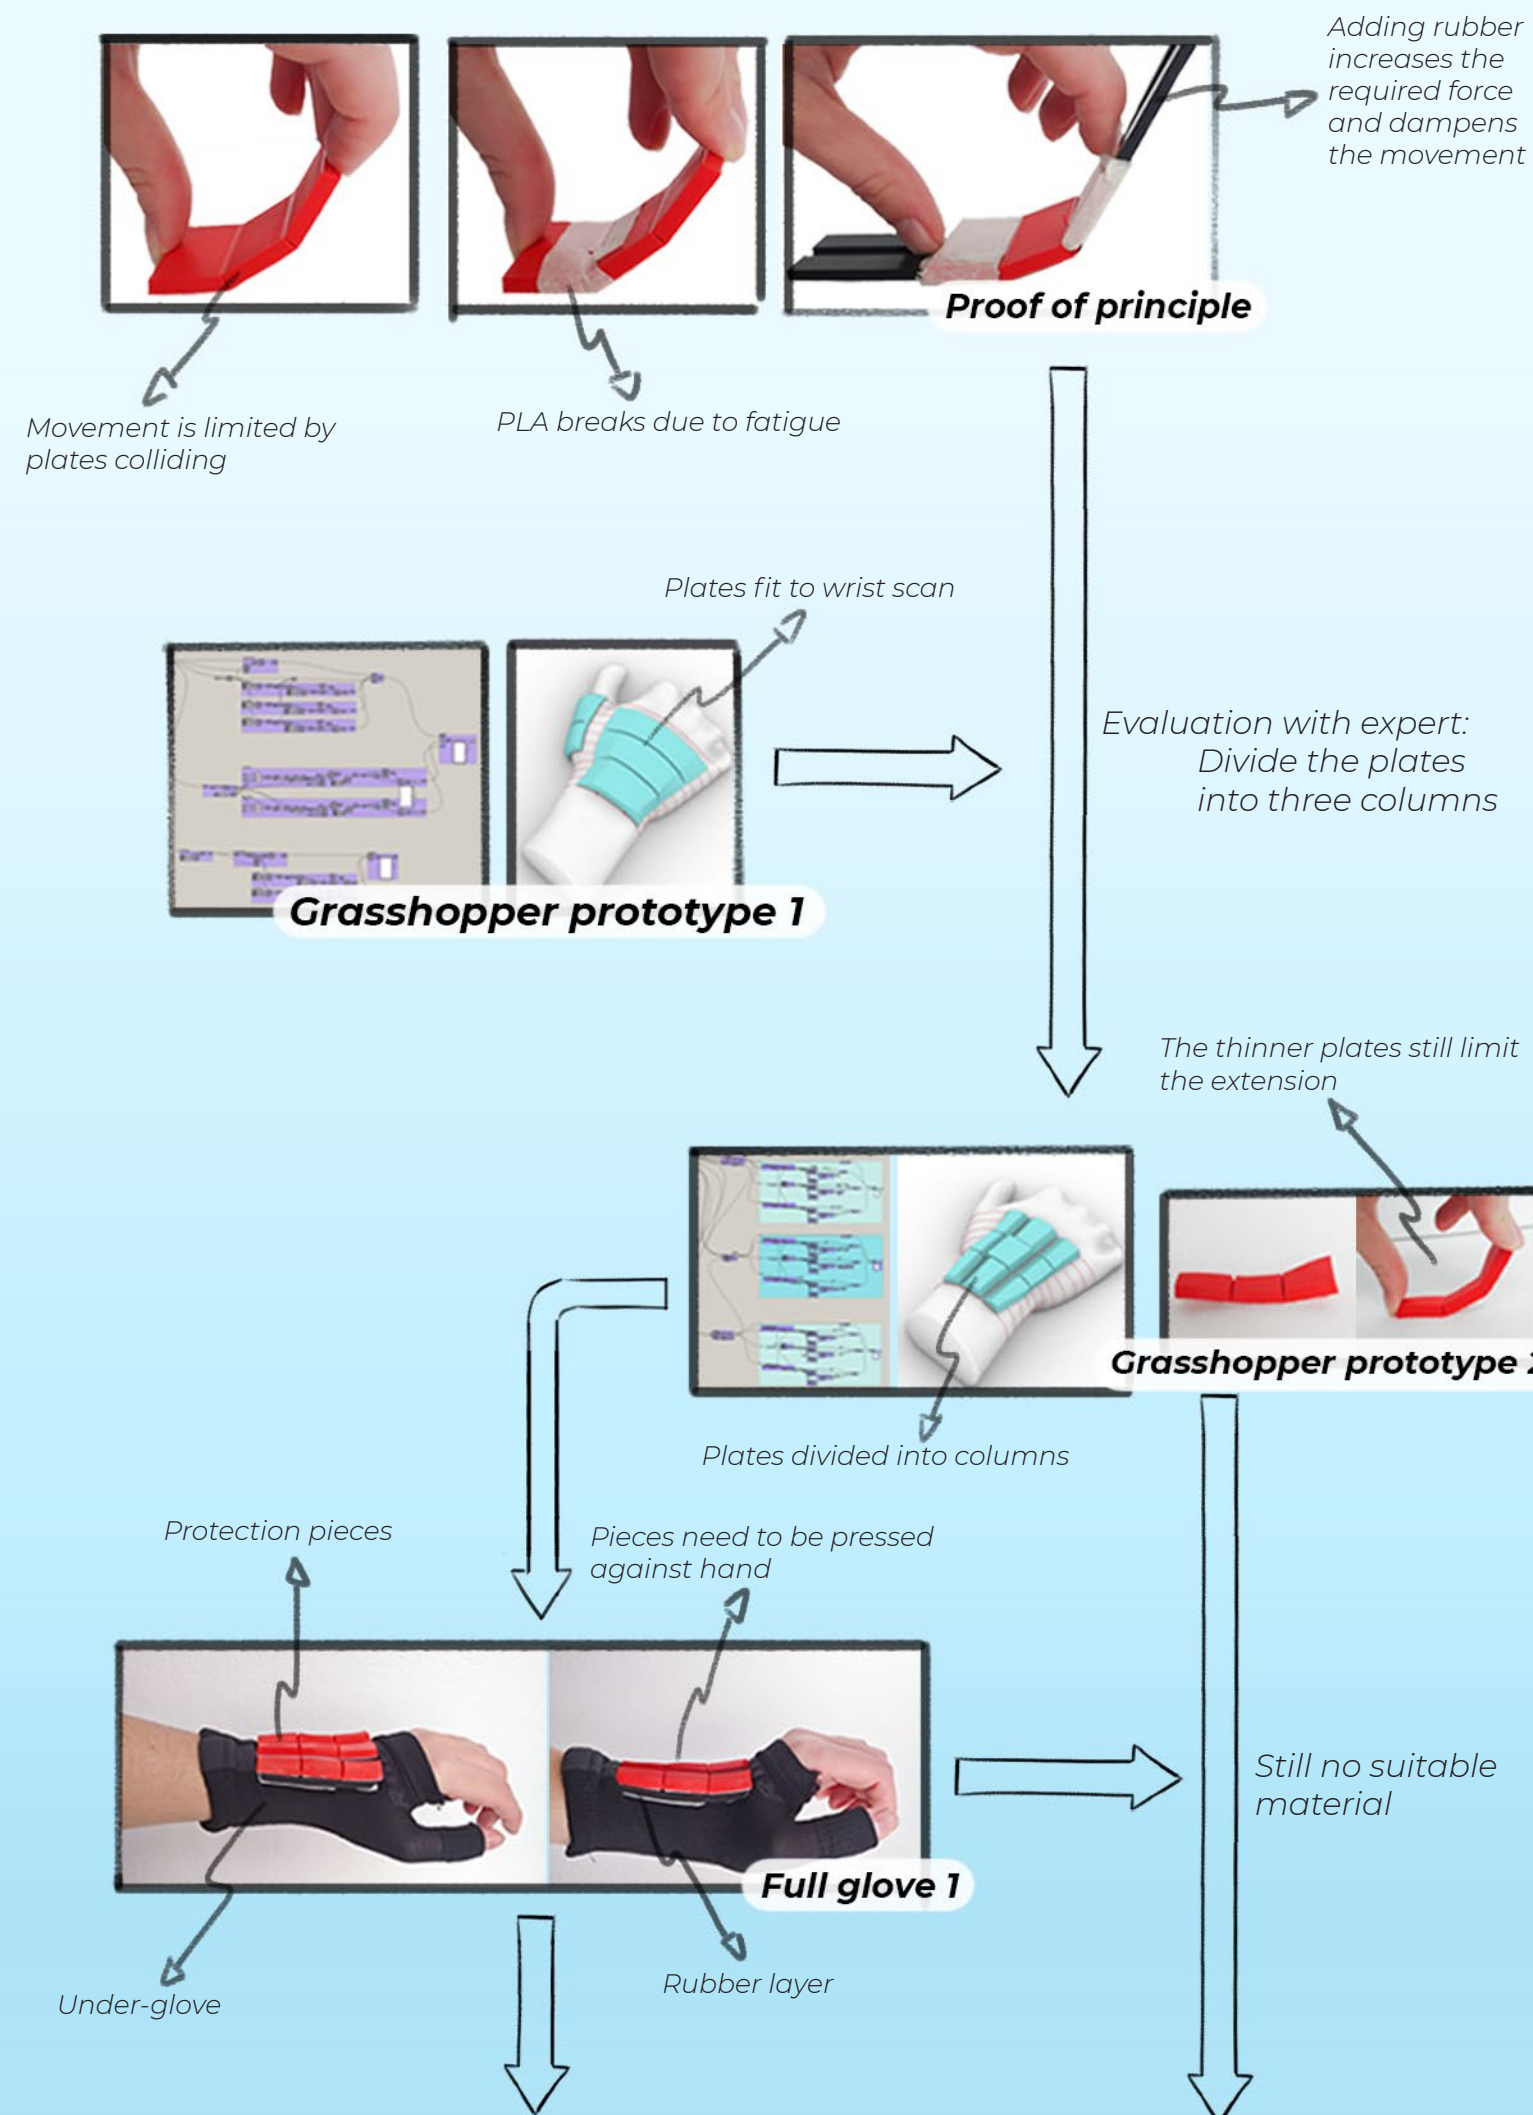 Adding rubber
increases the
required force
and dampens
the movement
Proof of principle
Movement is limited by
plates colliding
PLA breaks due to fatigue
Plates fit to wrist scan
Evaluation with expert:
Divide the plates
into three columns
Grasshopper prototype 1
The thinner plates still limit
the extension
Grasshopper prototype
Plates divided into columns
Protection pieces
Pieces need to be pressed
against hand
Still no suitable
material
Full glove 1
Rubber layer
Under-glove